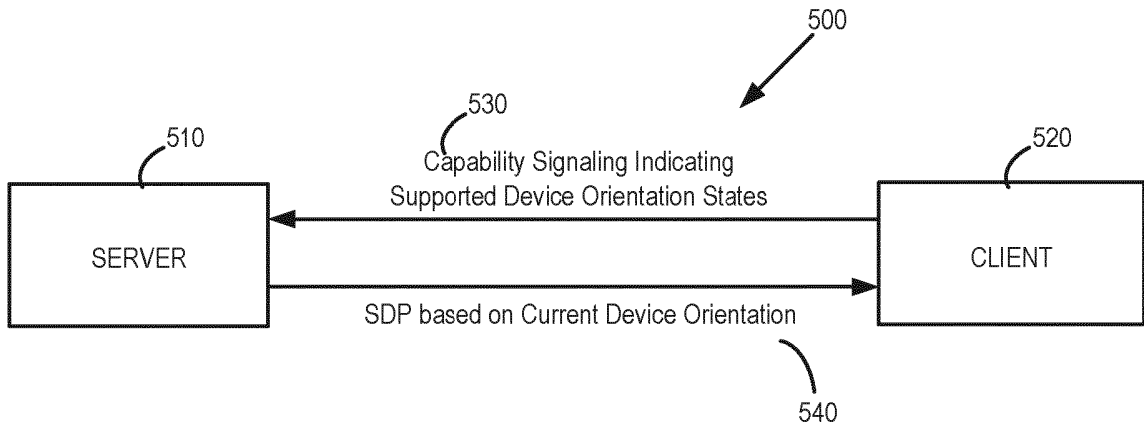 500
530
510
520
Capability Signaling Indicating
Supported Device Orientation States
SERVER
CLIENT
SDP based on Current Device Orientation
540